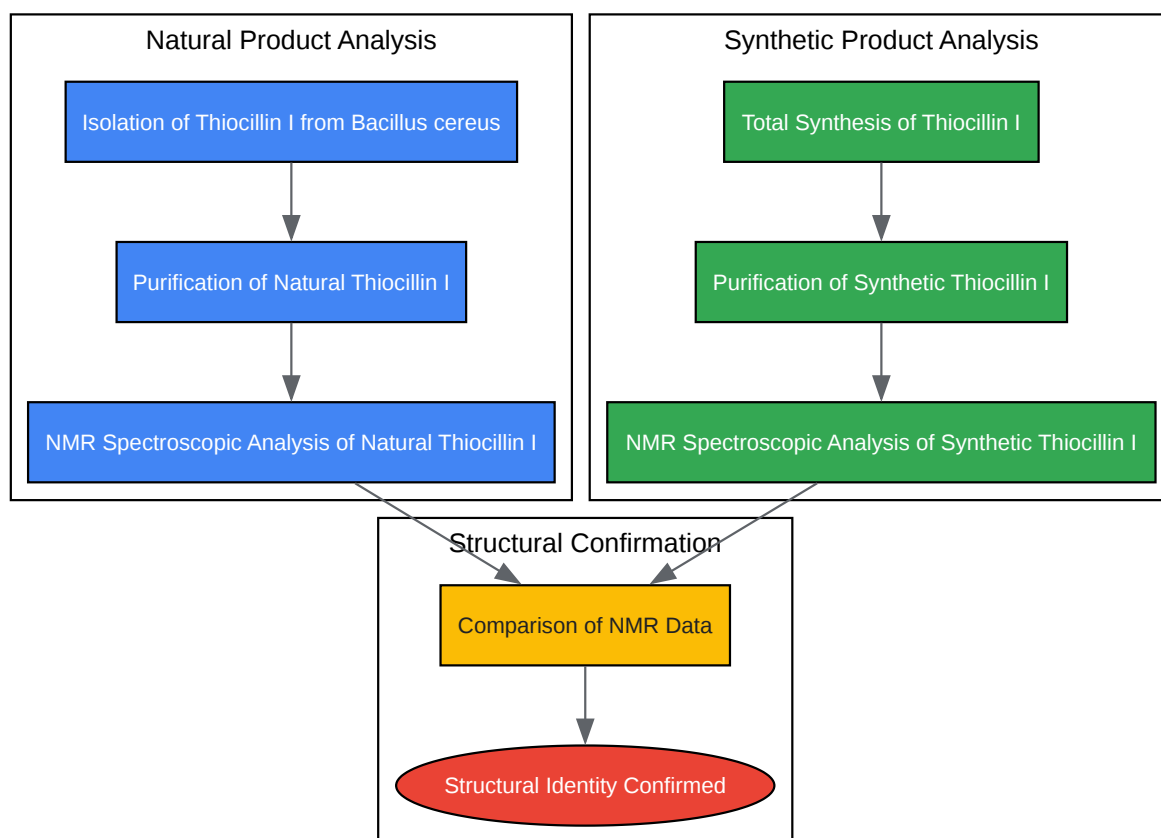 Natural Product Analysis
Isolation of Thiocillin I from Bacillus cereus
Purification of Natural Thiocillin I
NMR Spectroscopic Analysis of Natural Thiocillin I
Synthetic Product Analysis
Total Synthesis of Thiocillin I
Purification of Synthetic Thiocillin I
NMR Spectroscopic Analysis of Synthetic Thiocillin I
Structural Confirmation
Comparison of NMR Data
Structural Identity Confirmed